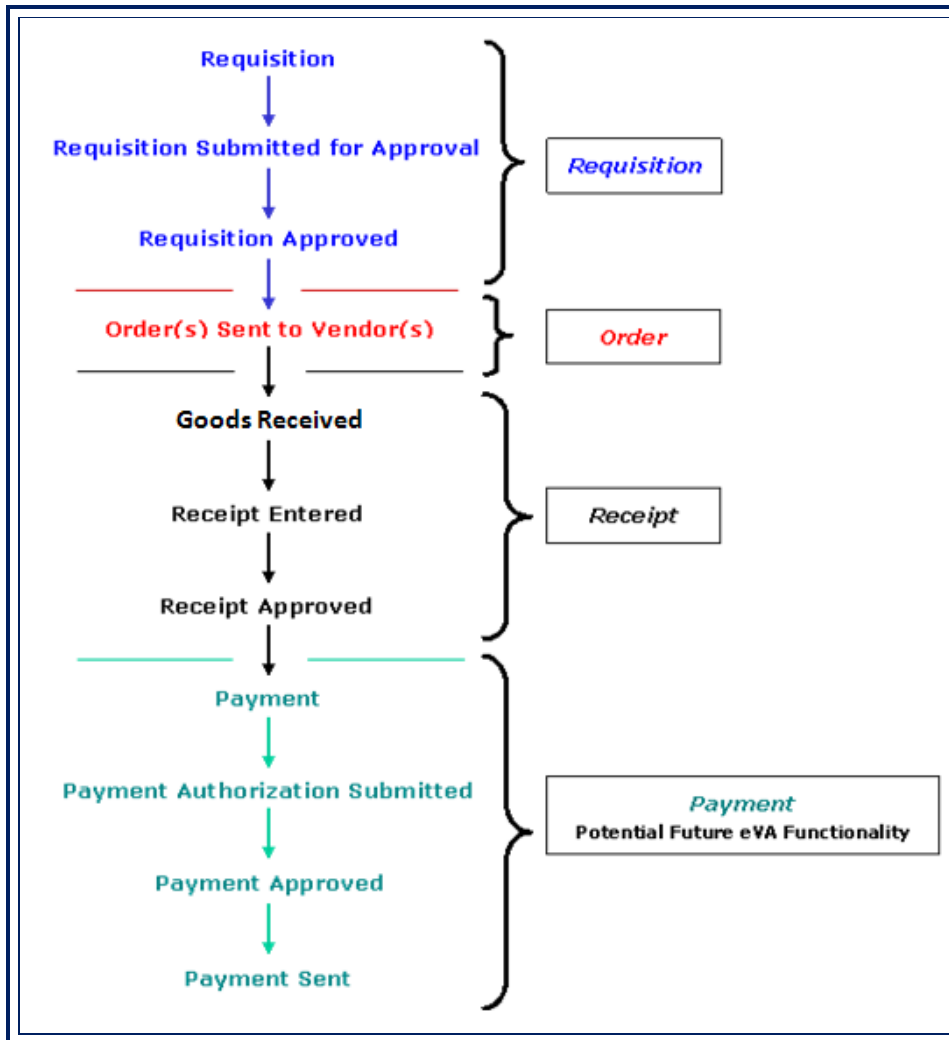 Requisition
Requisition Submitted for Approval
Requisition Approved
Requisition
Order(s) Sent to Vendor(s)
Order
Goods Received
Receipt Entered
Receipt Approved
Receipt
Payment
Payment Authorization Submitted
Payment Approved
Payment Sent
Payment
Potential Future eVA Functionality